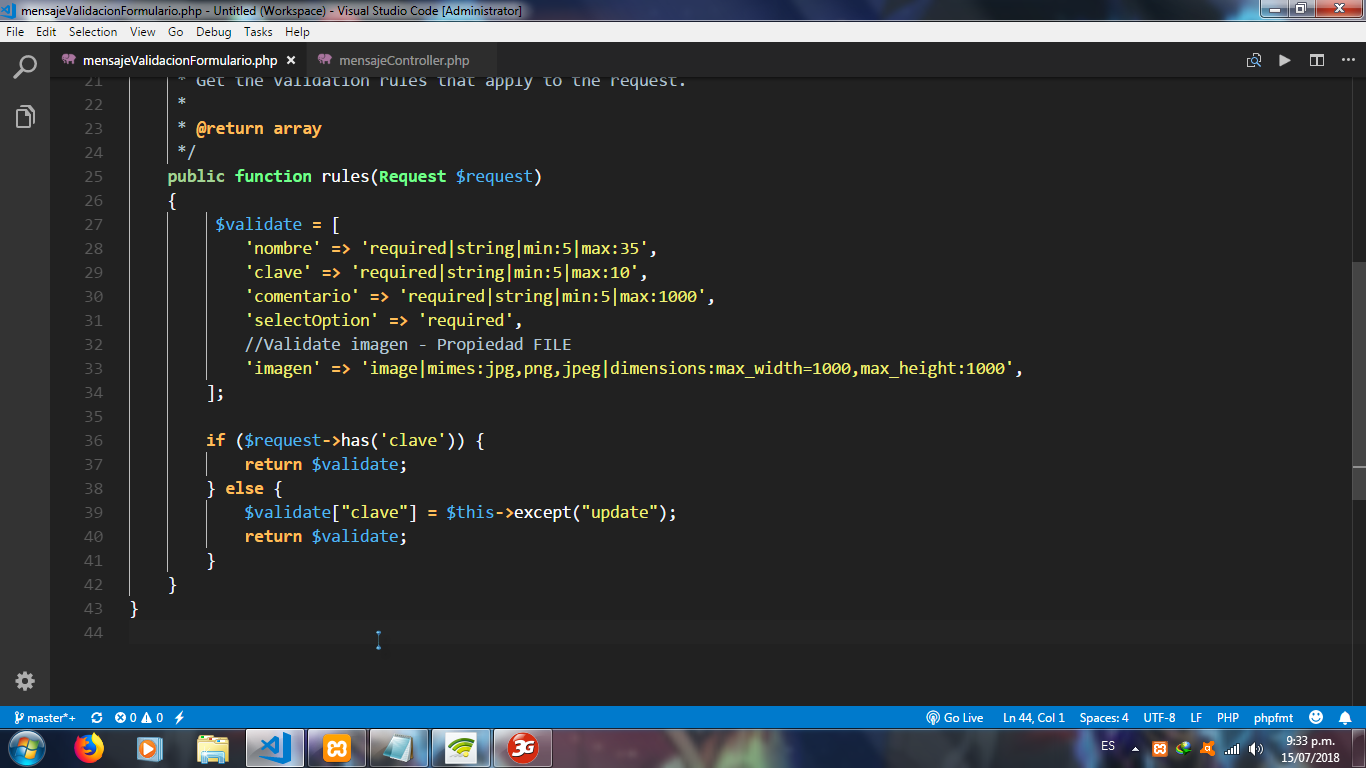 mensajeValidacionFormulario.php - Untitled (Workspace) - Visual Studio Code [Administrator]
File Edit Selection View Go Debug Tasks Help
mensajeValidacionFormulario.php × mensajeController.php
21 * Get the validation rules that apply to the request.
22 *
23 * @return array
24 */
25 public function rules(Request $request)
26 {
27 $validate = [
28 'nombre' => 'required|string|min:5|max:35',
29 'clave' => 'required|string|min:5|max:10',
30 'comentario' => 'required|string|min:5|max:1000',
31 'selectOption' => 'required',
32 //Validate imagen - Propiedad FILE
33 'imagen' => 'image|mimes:jpg,png,jpeg|dimensions:max_width=1000,max_height:1000',
34 ];
35
36 if ($request->has('clave')) {
37 return $validate;
38 } else {
39 $validate["clave"] = $this->except("update");
40 return $validate;
41 }
42 }
43 }
44
master*+ 0 0 Go Live Ln 44, Col 1 Spaces: 4 UTF-8 LF PHP phpfmt
3G ES 9:33 p.m.
15/07/2018